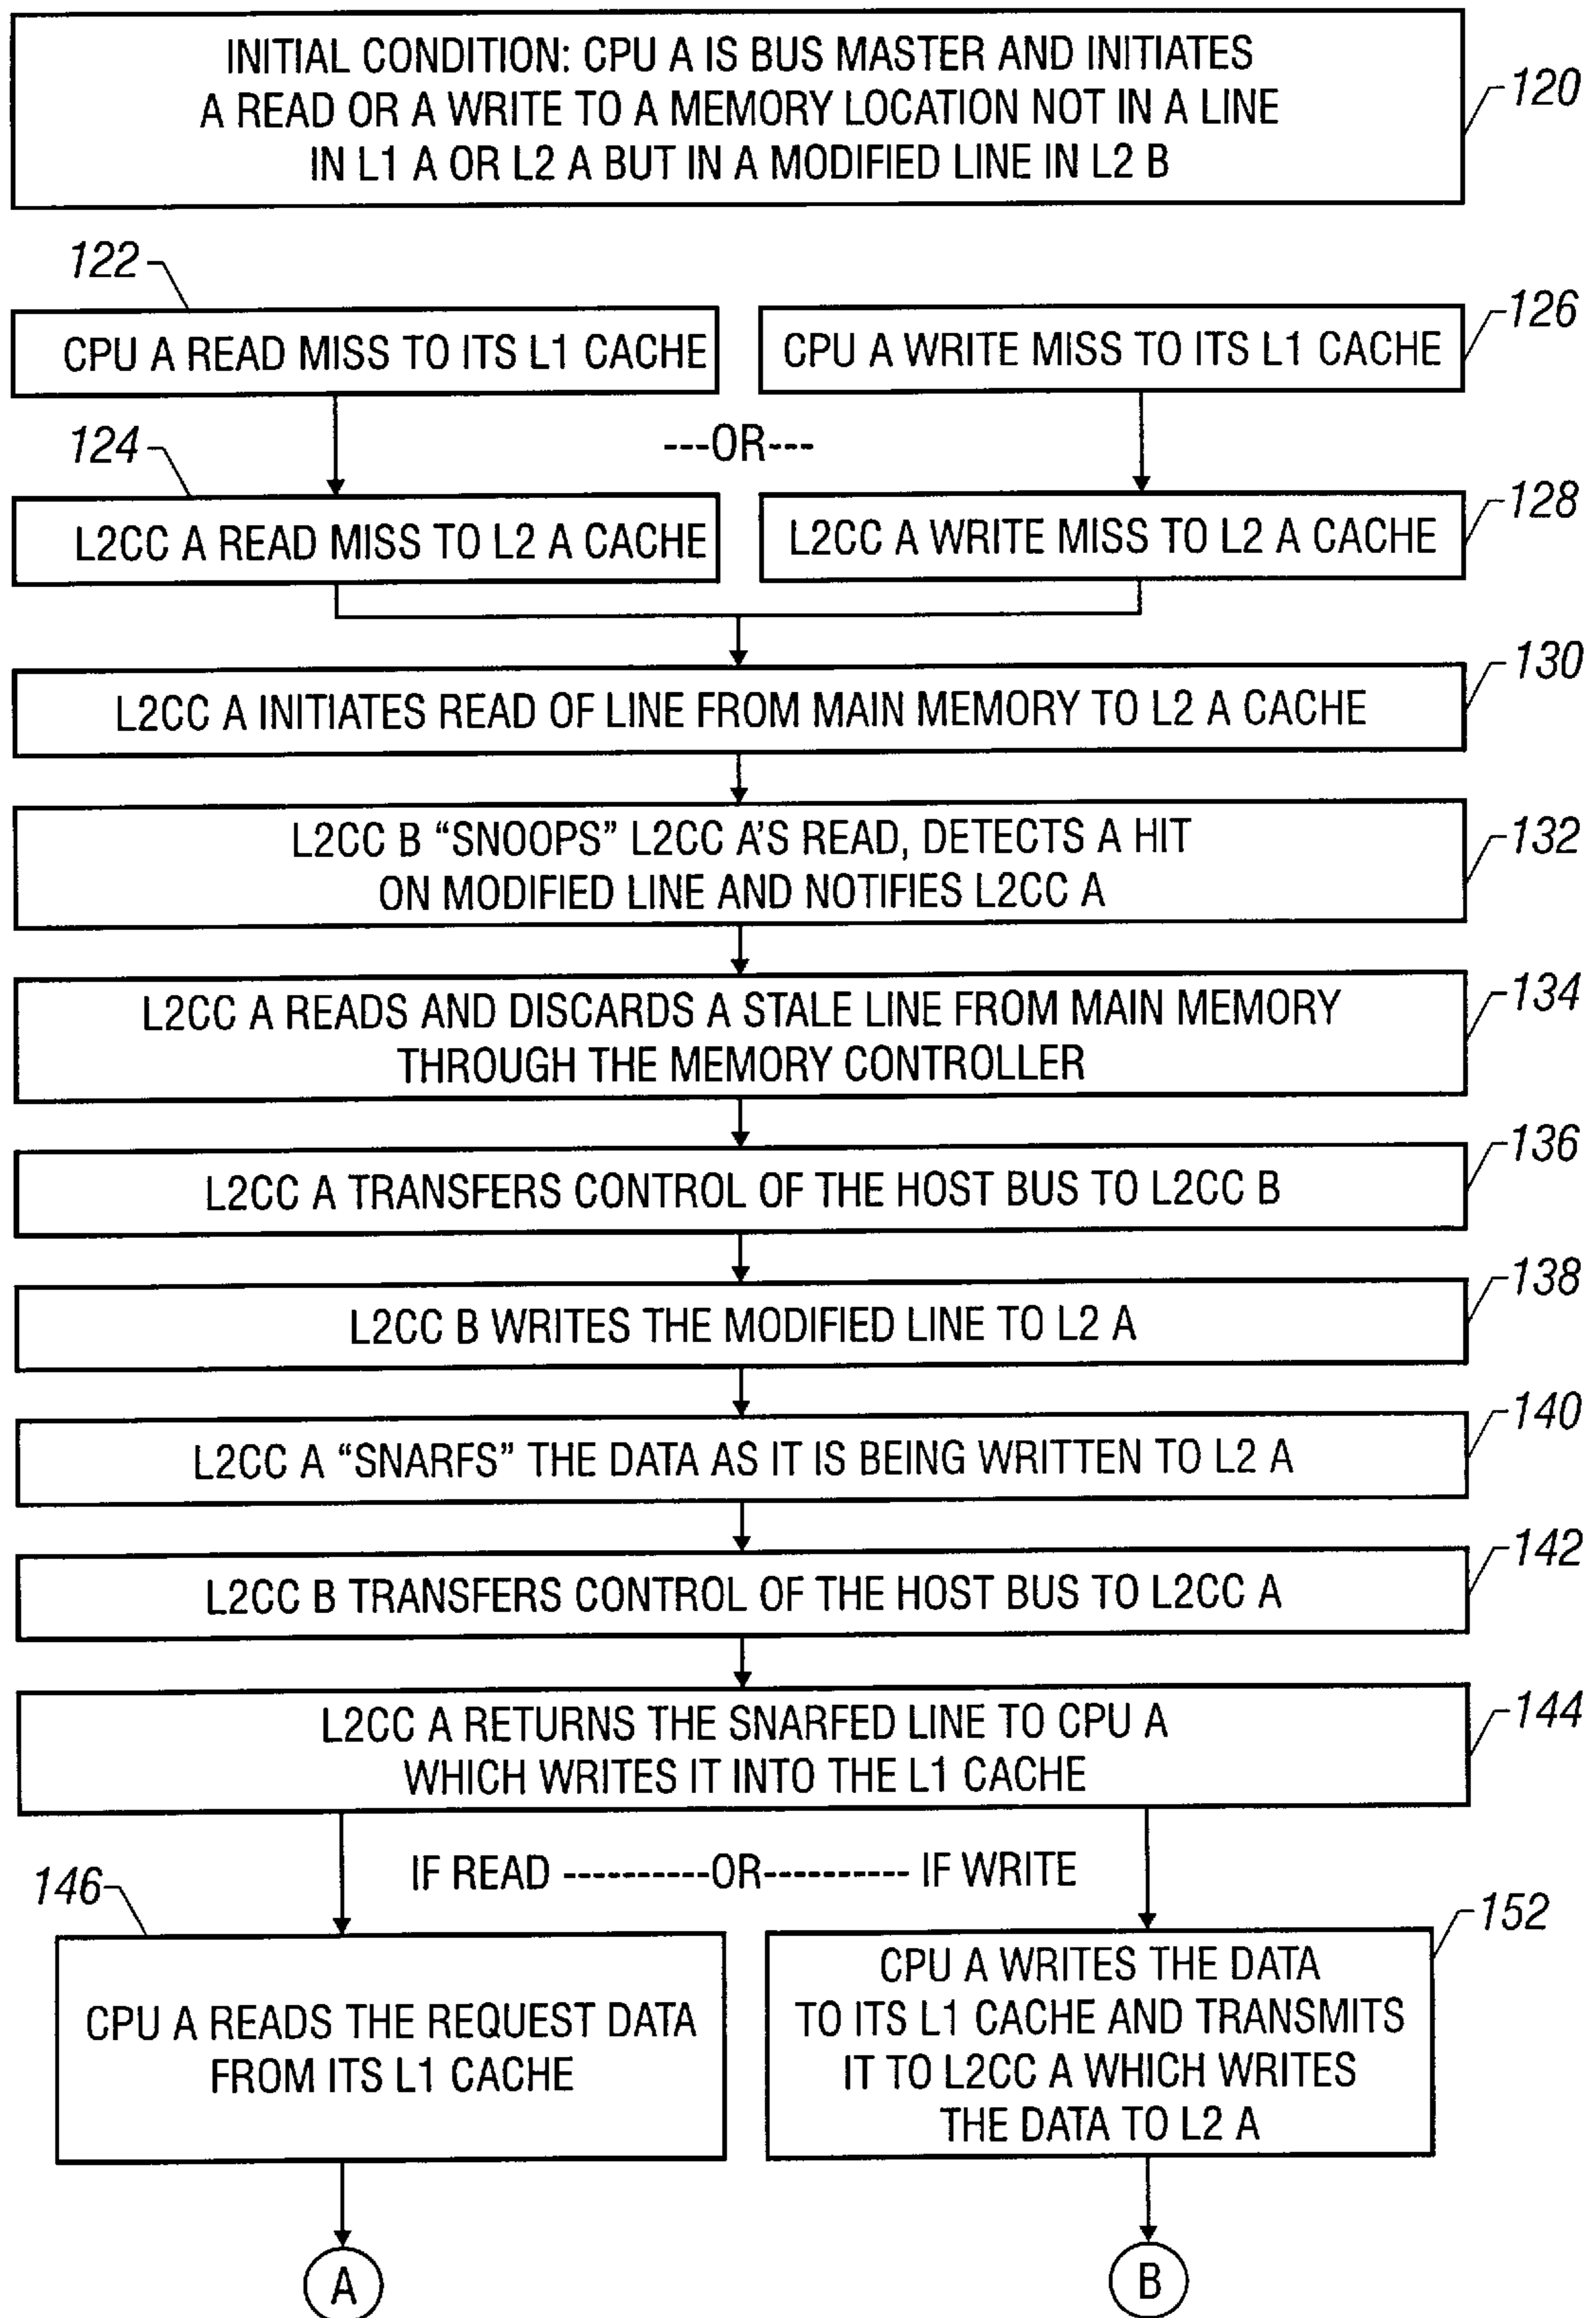 INITIAL CONDITION: CPU A IS BUS MASTER AND INITIATES
A READ OR A WRITE TO A MEMORY LOCATION NOT IN A LINE
IN L1 A OR L2 A BUT IN A MODIFIED LINE IN L2 B
120
122
126
CPU A READ MISS TO ITS L1 CACHE
CPU A WRITE MISS TO ITS L1 CACHE
124
---OR---
128
L2CC A READ MISS TO L2 A CACHE
L2CC A WRITE MISS TO L2 A CACHE
130
L2CC A INITIATES READ OF LINE FROM MAIN MEMORY TO L2 A CACHE
L2CC B “SNOOPS” L2CC A'S READ, DETECTS A HIT
ON MODIFIED LINE AND NOTIFIES L2CC A
132
L2CC A READS AND DISCARDS A STALE LINE FROM MAIN MEMORY
THROUGH THE MEMORY CONTROLLER
134
136
L2CC A TRANSFERS CONTROL OF THE HOST BUS TO L2CC B
138
L2CC B WRITES THE MODIFIED LINE TO L2 A
140
L2CC A “SNARFS” THE DATA AS IT IS BEING WRITTEN TO L2 A
142
L2CC B TRANSFERS CONTROL OF THE HOST BUS TO L2CC A
L2CC A RETURNS THE SNARFED LINE TO CPU A
WHICH WRITES IT INTO THE L1 CACHE
144
IF READ ----------OR---------- IF WRITE
146
152
CPU A READS THE REQUEST DATA
FROM ITS L1 CACHE
CPU A WRITES THE DATA
TO ITS L1 CACHE AND TRANSMITS
IT TO L2CC A WHICH WRITES
THE DATA TO L2 A
A
B